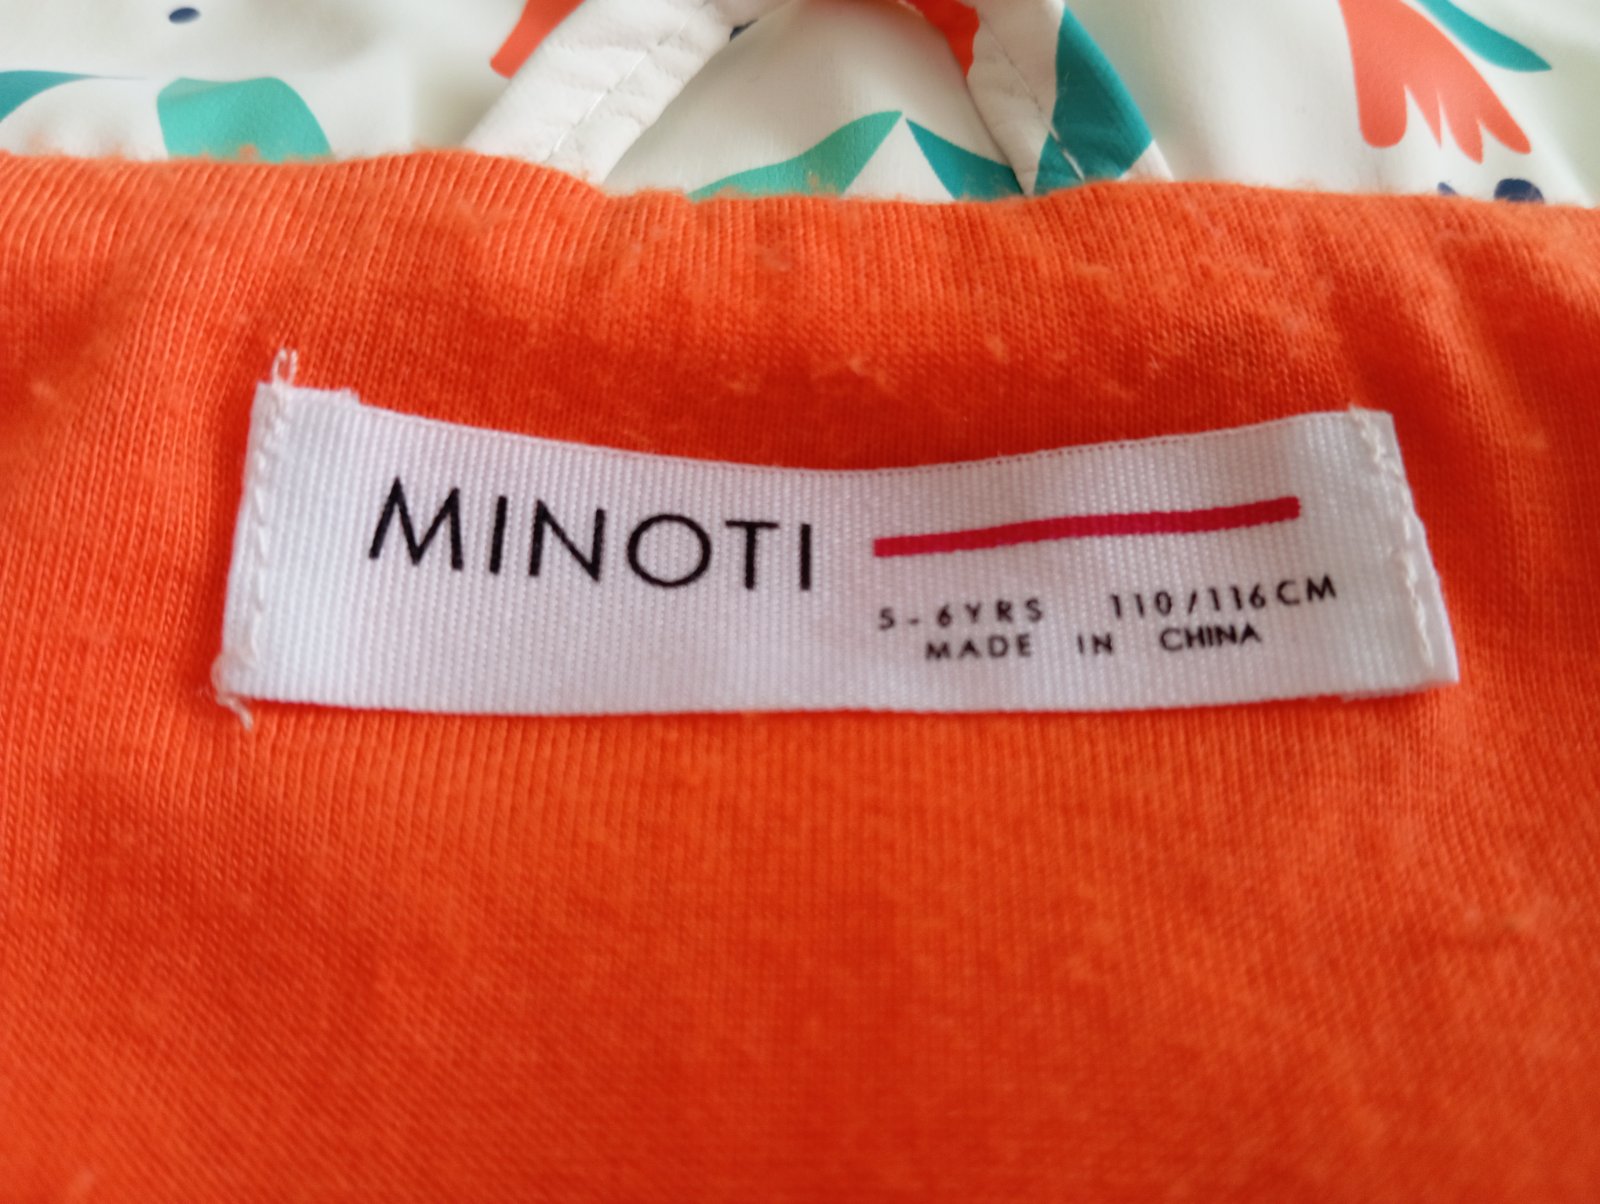 MINOTI
5-6YRS 110/116CM
MADE IN CHINA